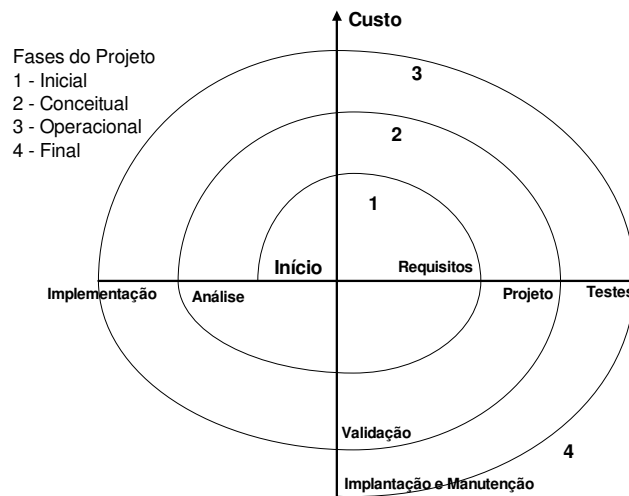 Custo
Fases do Projeto
1 - Inicial
2 - Conceitual
3 - Operacional
4 - Final
3
2
1
Início
Requisitos
Implementação
Análise
Projeto
Testes
Validação
4
Implantação e Manutenção